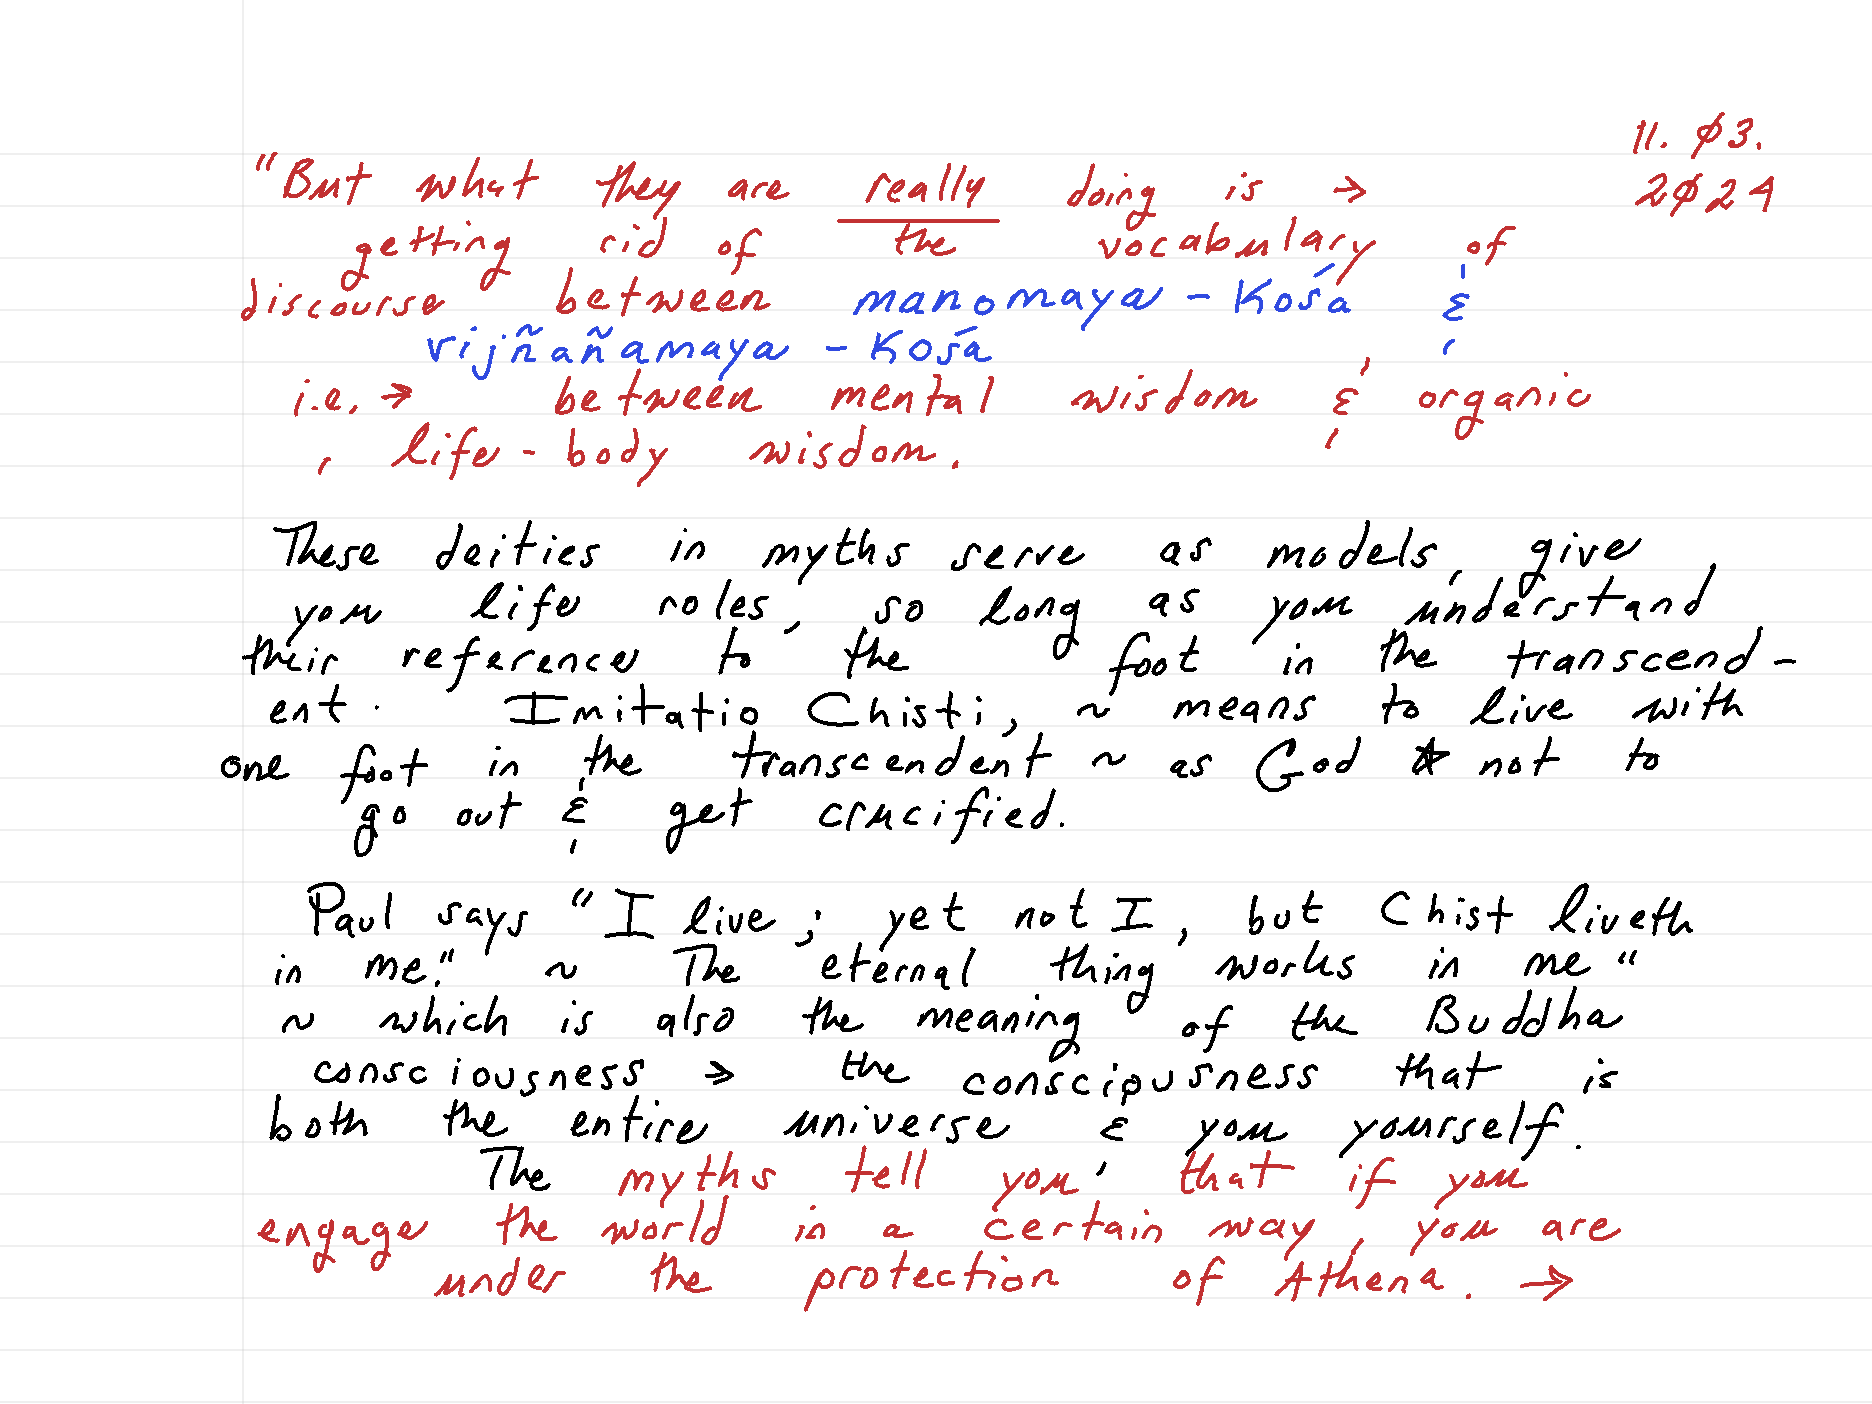 11. Ø3.
2Ø24
"But what they are really doing is →
getting rid of the vocabulary of
discourse between manomaya - Kośa &
vijñañamaya - Kośa
i.e. → between mental wisdom & organic
life - body wisdom.
These deities in myths serve as models, give
you life roles, so long as you understand
their reference to the foot in the transcend -
ent. Imitatio Chisti, ~ means to live with
one foot in the transcendent ~ as God not to
go out & get crucified.
Paul says "I live; yet not I, but Chist liveth
in me." ~ The eternal thing works in me "
~ which is also the meaning of the Buddha
consciousness → the consciousness that is
both the entire universe & you yourself.
The myths tell you that if you
engage the world in a certain way, you are
under the protection of Athena. →